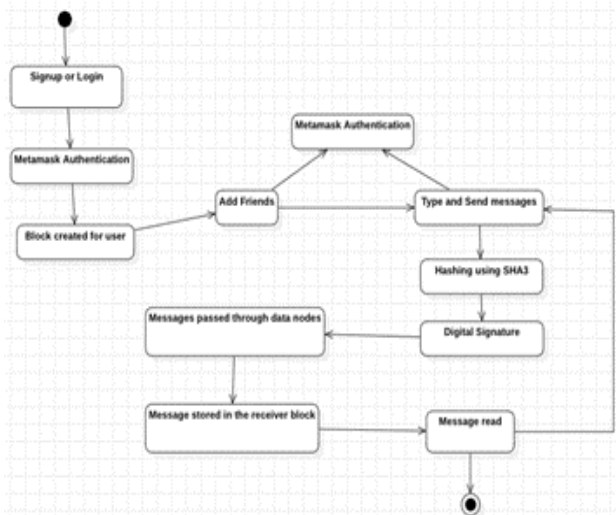 Signup or Login
Metamask Authentication
Metamask Authentication
Block created for user
Add Friends
Type and Send messages
Hashing using SHA3
Digital Signature
Messages passed through data nodes
Message stored in the receiver block
Message read